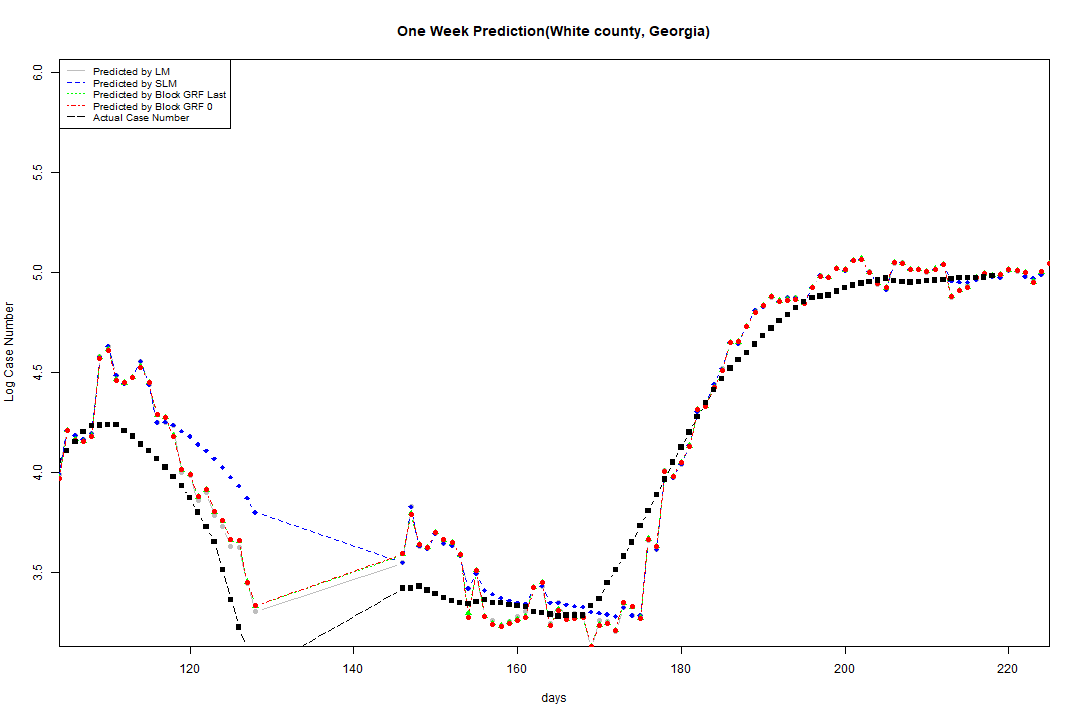 One Week Prediction(White county, Georgia)
Predicted by LM
Predicted by SLM
Predicted by Block GRF Last
Predicted by Block GRF 0
Actual Case Number
6.0
5.5
5.0
4.5
4.0
3.5
Log Case Number
120 140 160 180 200 220
days